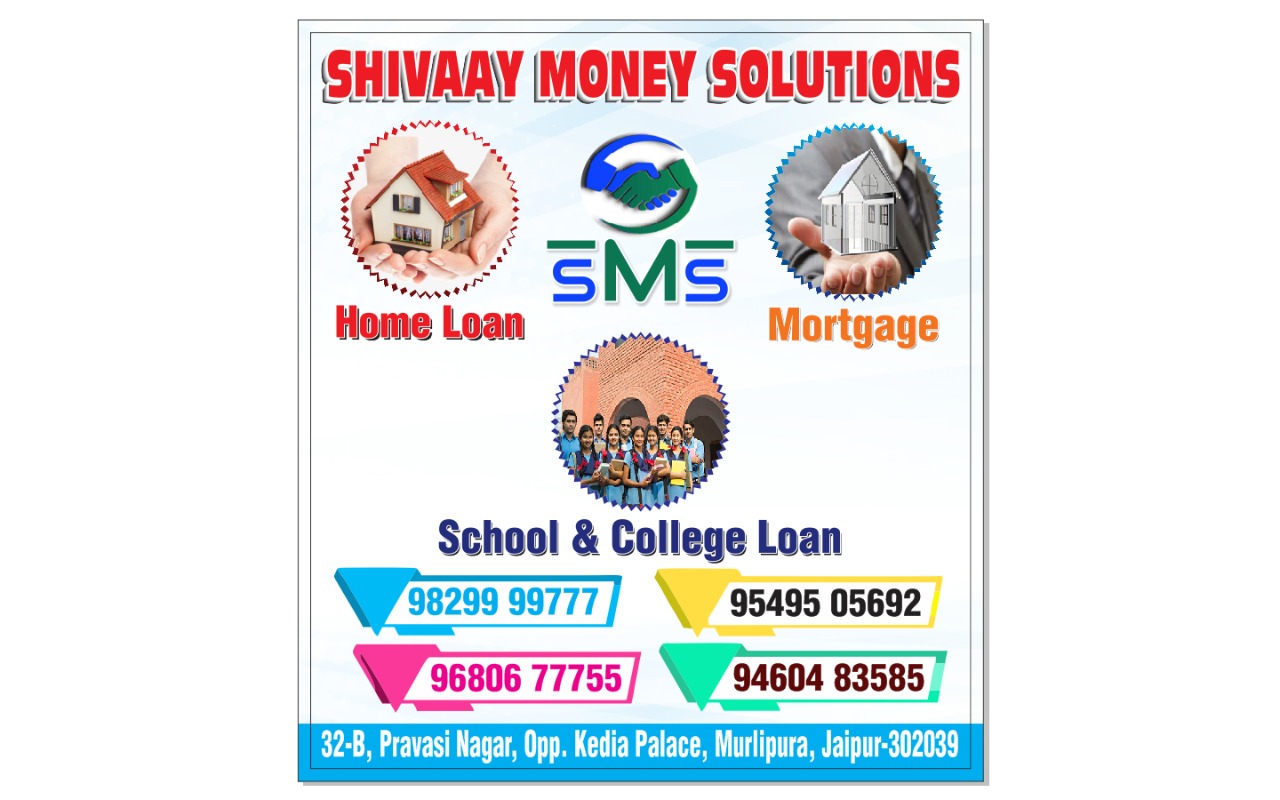 SHIVAAY MONEY SOLUTIONS
SMS
Home Loan
Mortgage
School & College Loan
98299 99777
95495 05692
96806 77755
94604 83585
32-B, Pravasi Nagar, Opp. Kedia Palace, Murlipura, Jaipur-302039